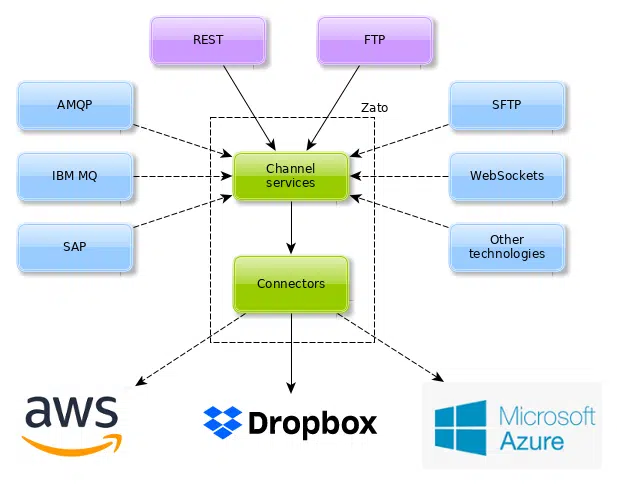 REST
FTP
Zato
AMQP
SFTP
IBM MQ
Channel
services
WebSockets
SAP
Other
technologies
Connectors
aws
Dropbox
Microsoft
Azure